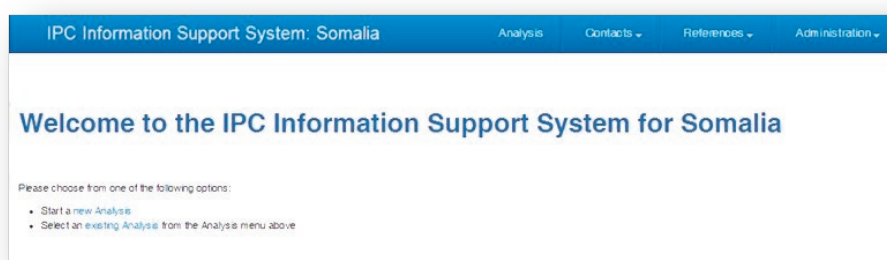 IPC Information Support System: Somalia Analysis Contacts References Administration
Welcome to the IPC Information Support System for Somalia
Please choose from one of the following options:
Start a new Analysis
Select an existing Analysis from the Analysis menu above